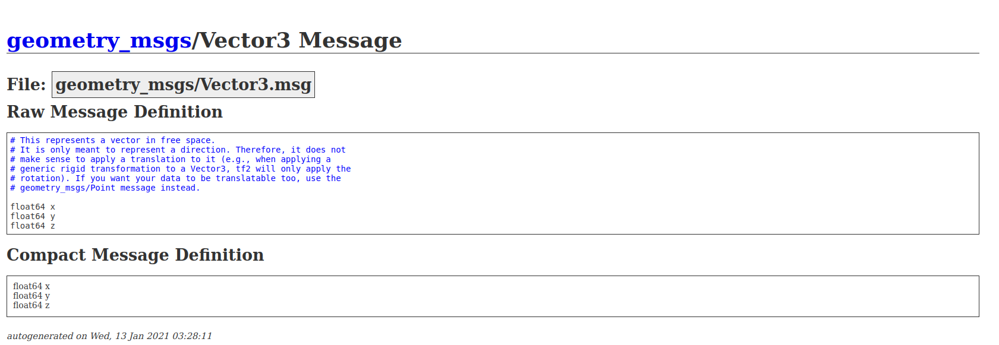 geometry_msgs/Vector3 Message
File: geometry_msgs/Vector3.msg
Raw Message Definition
# This represents a vector in free space.
# It is only meant to represent a direction. Therefore, it does not
# make sense to apply a translation to it (e.g., when applying a
# generic rigid transformation to a Vector3, tf2 will only apply the
# rotation). If you want your data to be translatable too, use the
# geometry_msgs/Point message instead.
float64 x
float64 y
float64 z
Compact Message Definition
float64 x
float64 y
float64 z
autogenerated on Wed, 13 Jan 2021 03:28:11